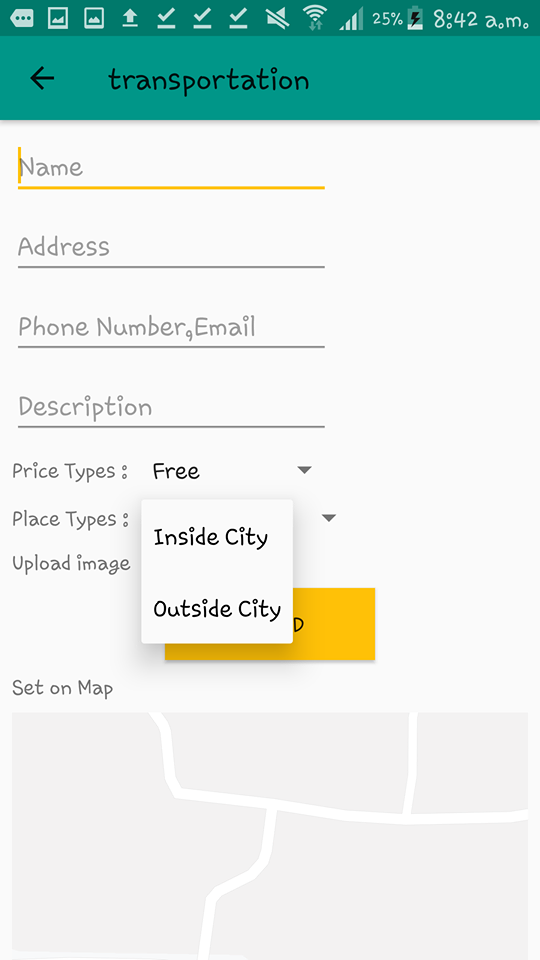 25% 8:42 a.m.
transportation
Name
Address
Phone Number,Email
Description
Price Types : Free
Place Types :
Inside City
Upload image
Outside City
Set on Map